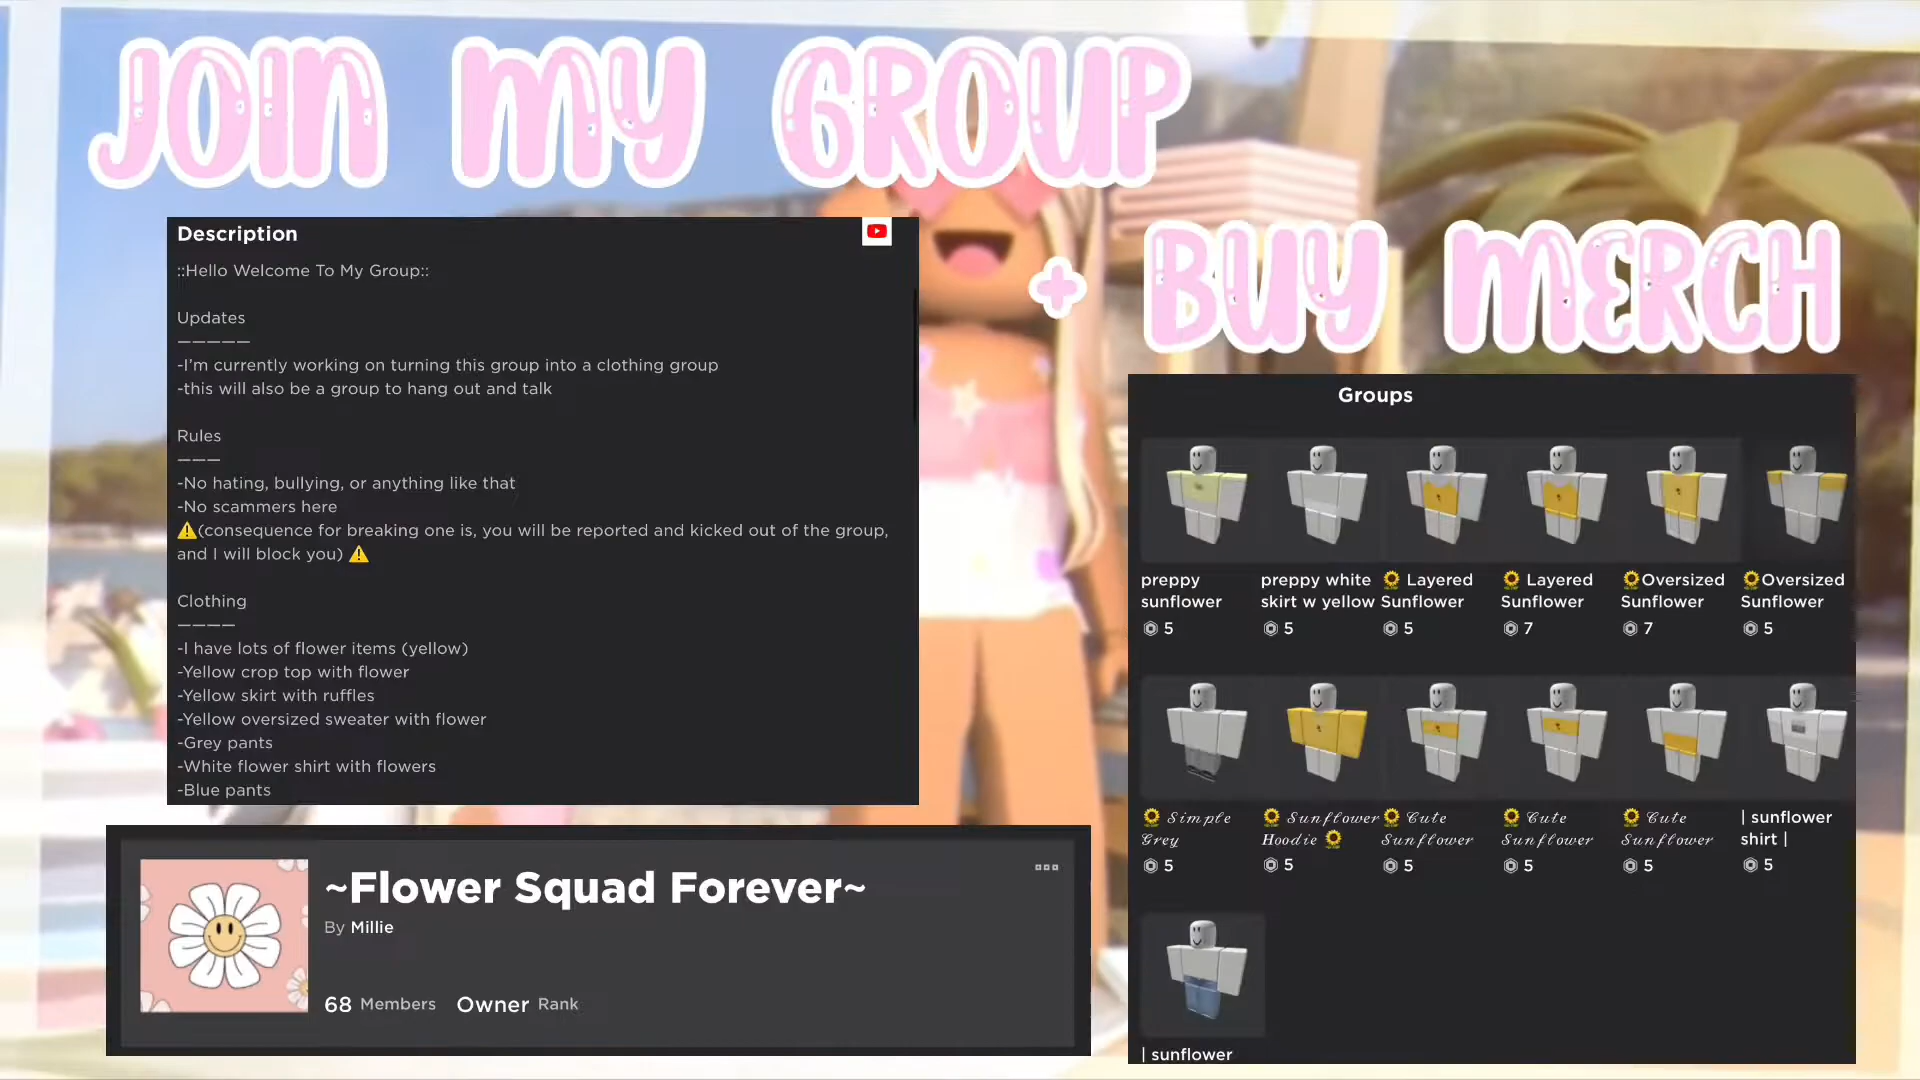 JOIN MY GROUP
+ BUY MERCH
Description
::Hello Welcome To My Group::
Updates
—————
-I'm currently working on turning this group into a clothing group
-this will also be a group to hang out and talk
Rules
———
-No hating, bullying, or anything like that
-No scammers here
⚠️(consequence for breaking one is, you will be reported and kicked out of the group,
and I will block you) ⚠️
Clothing
————
-I have lots of flower items (yellow)
-Yellow crop top with flower
-Yellow skirt with ruffles
-Yellow oversized sweater with flower
-Grey pants
-White flower shirt with flowers
-Blue pants
~Flower Squad Forever~
By Millie
68 Members Owner Rank
Groups
preppy
sunflower
5
preppy white
skirt w yellow
5
🌻 Layered
Sunflower
5
🌻 Layered
Sunflower
7
🌻Oversized
Sunflower
7
🌻Oversized
Sunflower
5
🌻 𝒮𝒾𝓂𝓅𝓁𝑒
𝒢𝓇𝑒𝓎
5
🌻 𝒮𝓊𝓃𝒻𝓁𝑜𝓌𝑒𝓇
𝐻𝑜𝑜𝒹𝒾𝑒 🌻
5
🌻 𝒞𝓊𝓉𝑒
𝒮𝓊𝓃𝒻𝓁𝑜𝓌𝑒𝓇
5
🌻 𝒞𝓊𝓉𝑒
𝒮𝓊𝓃𝒻𝓁𝑜𝓌𝑒𝓇
5
🌻 𝒞𝓊𝓉𝑒
𝒮𝓊𝓃𝒻𝓁𝑜𝓌𝑒𝓇
5
| sunflower
shirt |
5
| sunflower